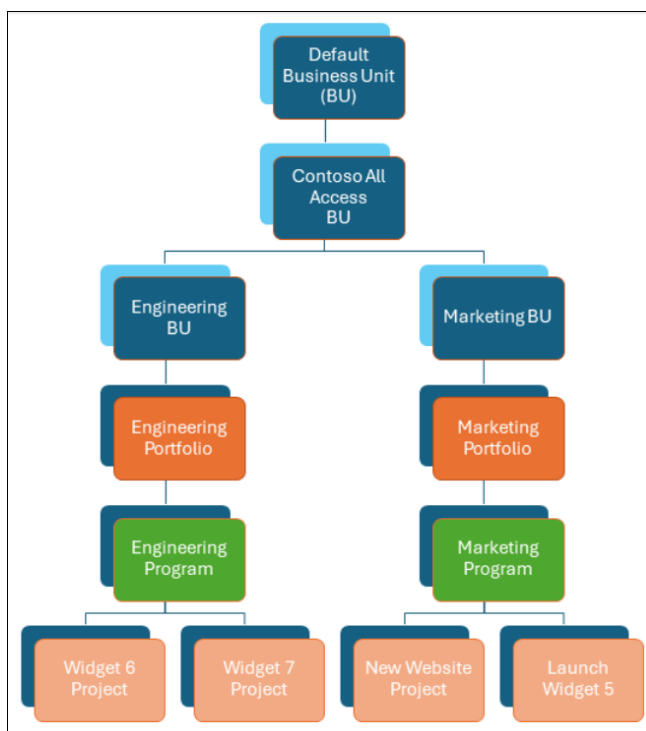 Default
Business Unit
(BU)
Contoso All
Access
BU
Engineering
BU
Marketing BU
Engineering
Portfolio
Marketing
Portfolio
Engineering
Program
Marketing
Program
Widget 6
Project
Widget 7
Project
New Website
Project
Launch
Widget 5